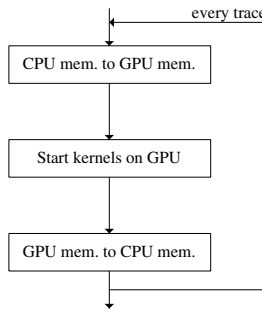 every trace
CPU mem. to GPU mem.
Start kernels on GPU
GPU mem. to CPU mem.